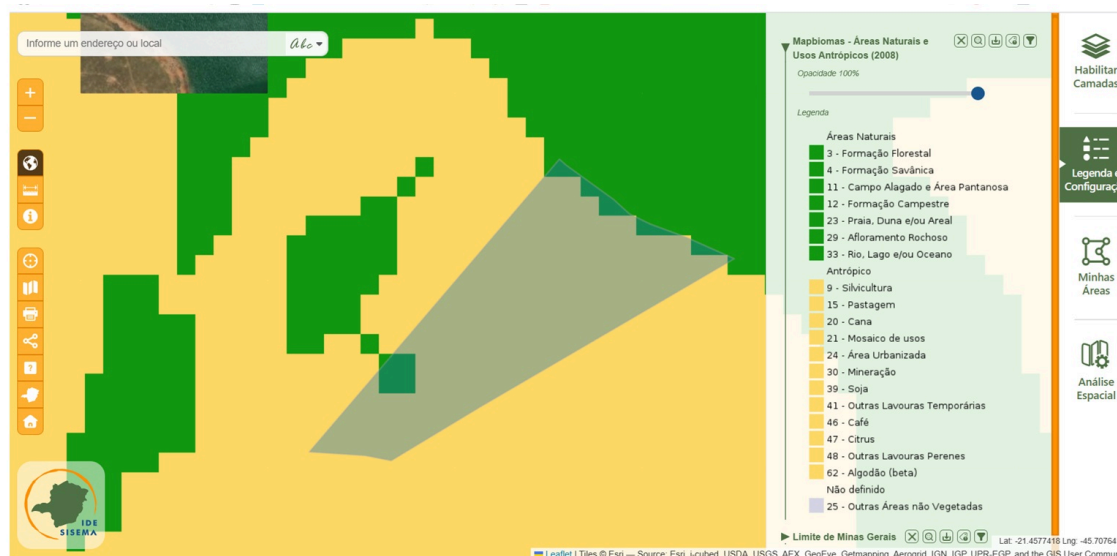 Informe um endereço ou local
Abc
Mapbiomas - Áreas Naturais e
Usos Antrópicos (2008)
Opacidade 100%
Legenda
Áreas Naturais
3 - Formação Florestal
4 - Formação Savânica
11 - Campo Alagado e Área Pantanosa
12 - Formação Campestre
23 - Praia, Duna e/ou Areal
29 - Afloramento Rochoso
33 - Rio, Lago e/ou Oceano
Antrópico
9 - Silvicultura
15 - Pastagem
20 - Cana
21 - Mosaico de usos
24 - Área Urbanizada
30 - Mineração
39 - Soja
41 - Outras Lavouras Temporárias
46 - Café
47 - Citrus
48 - Outras Lavouras Perenes
62 - Algodão (beta)
Não definido
25 - Outras Áreas não Vegetadas
Limite de Minas Gerais
Habilitar
Camadas
Legenda e
Configuraç
Minhas
Áreas
Análise
Espacial
IDE
SISEMA
Lat: -21.4577418 Lng: -45.70764
Leaflet | Tiles © Esri — Source: Esri, i-cubed, USDA, USGS, AEX, GeoEye, Getmapping, Aerogrid, IGN, IGP, UPR-EGP, and the GIS User Commu